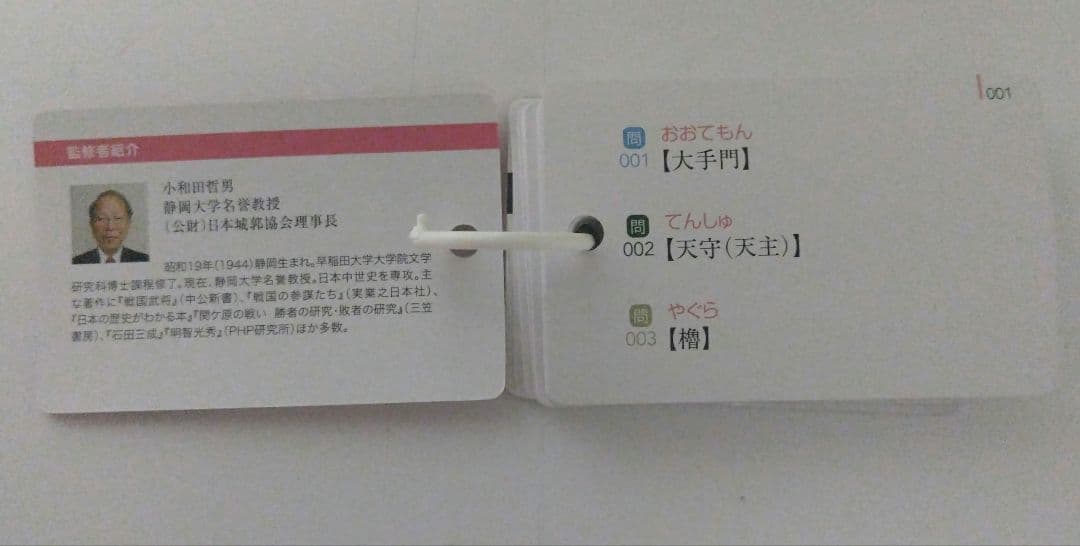 監修者紹介
小和田哲男
静岡大学名誉教授
(公財)日本城郭協会理事長
昭和19年(1944)静岡生まれ。早稲田大学大学院文学
研究科博士課程修了。現在、静岡大学名誉教授。日本中世史を専攻。主
な著作に『戦国武将』(中公新書)、『戦国の参謀たち』(実業之日本社)、
『日本の歴史がわかる本』『関ケ原の戦い 勝者の研究・敗者の研究』(三笠
書房)、『石田三成』『明智光秀』(PHP研究所)ほか多数。
001
問 おおてもん
001【大手門】
問 てんしゅ
002【天守(天主)】
問 やぐら
003【櫓】